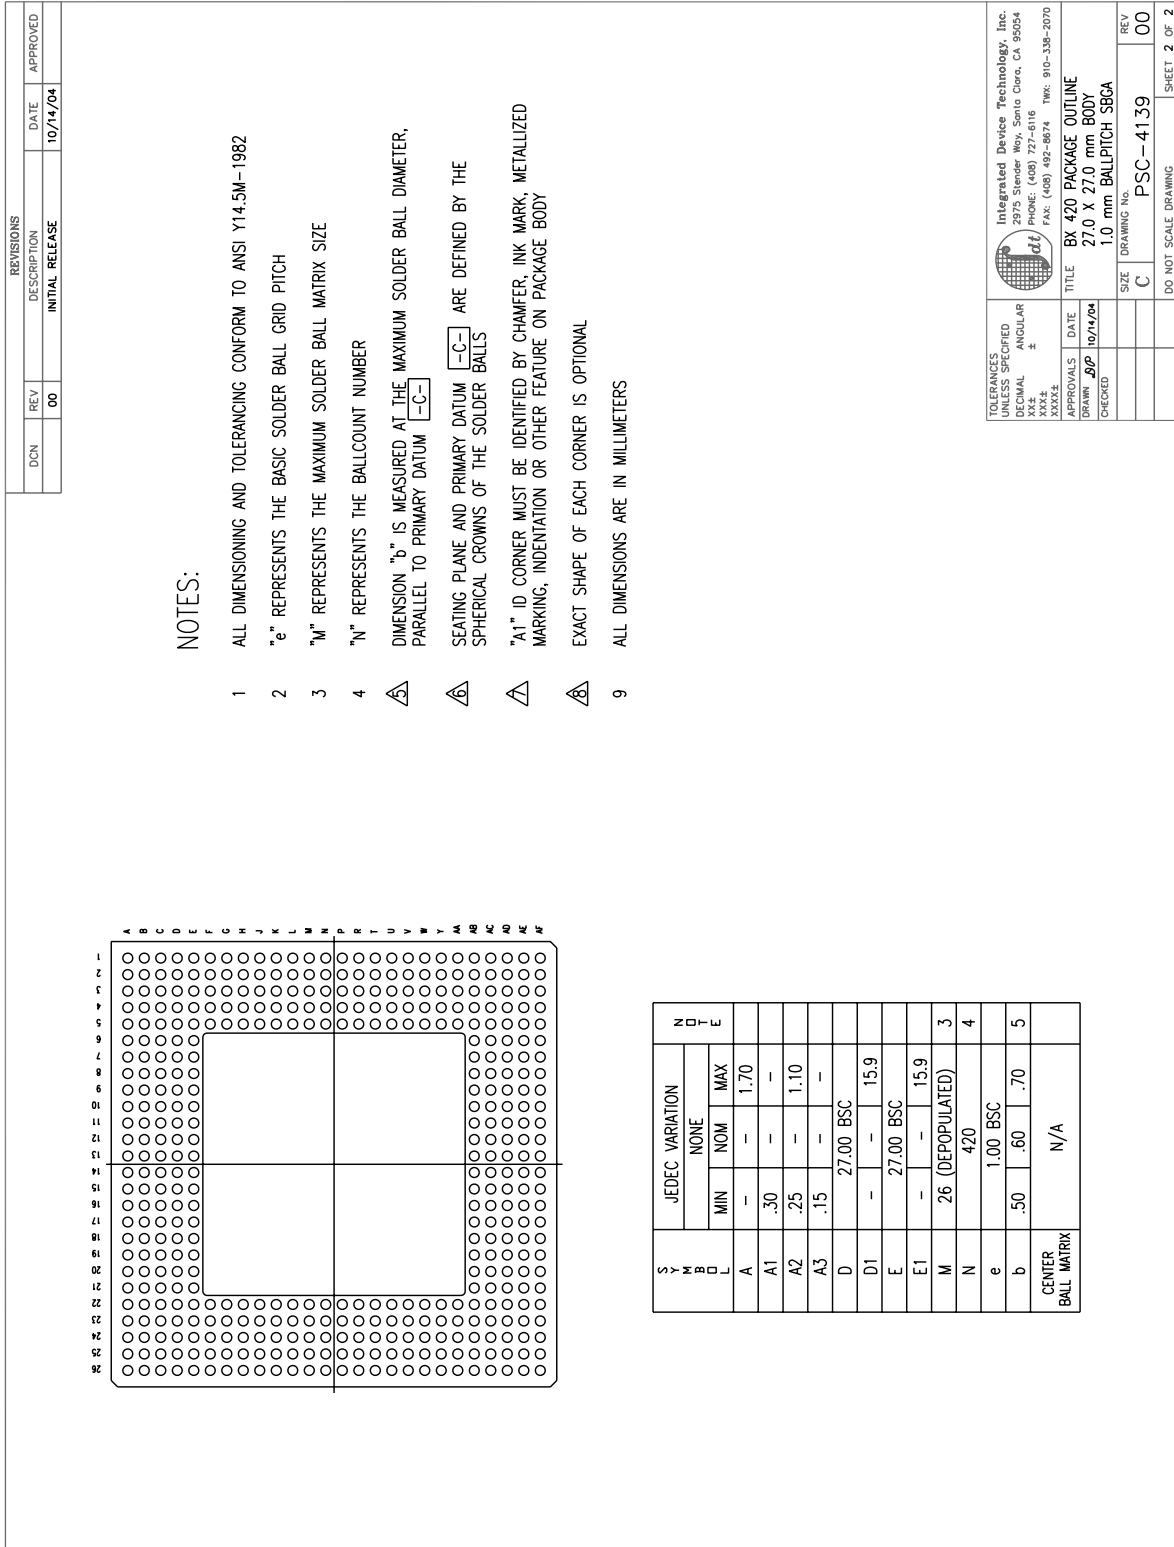 REVISIONS
DCN REV DESCRIPTION DATE APPROVED
00 INITIAL RELEASE 10/14/04
NOTES:
1 ALL DIMENSIONING AND TOLERANCING CONFORM TO ANSI Y14.5M-1982
2 "e" REPRESENTS THE BASIC SOLDER BALL GRID PITCH
3 "M" REPRESENTS THE MAXIMUM SOLDER BALL MATRIX SIZE
4 "N" REPRESENTS THE BALLCOUNT NUMBER
5 DIMENSION "b" IS MEASURED AT THE MAXIMUM SOLDER BALL DIAMETER,
PARALLEL TO PRIMARY DATUM -C-
6 SEATING PLANE AND PRIMARY DATUM -C- ARE DEFINED BY THE
SPHERICAL CROWNS OF THE SOLDER BALLS
7 "A1" ID CORNER MUST BE IDENTIFIED BY CHAMFER, INK MARK, METALLIZED
MARKING, INDENTATION OR OTHER FEATURE ON PACKAGE BODY
8 EXACT SHAPE OF EACH CORNER IS OPTIONAL
9 ALL DIMENSIONS ARE IN MILLIMETERS
26 25 24 23 22 21 20 19 18 17 16 15 14 13 12 11 10 9 8 7 6 5 4 3 2 1
A
B
C
D
E
F
G
H
J
K
L
M
N
P
R
T
U
V
W
Y
AA
AB
AC
AD
AE
AF
SYMBOL JEDEC VARIATION NOTE
NONE
MIN NOM MAX
A - - 1.70
A1 .30 - -
A2 .25 - 1.10
A3 .15 - -
D 27.00 BSC
D1 - - 15.9
E 27.00 BSC
E1 - - 15.9
M 26 (DEPOPULATED) 3
N 420 4
e 1.00 BSC
b .50 .60 .70 5
CENTER
BALL MATRIX N/A
TOLERANCES
UNLESS SPECIFIED
DECIMAL ANGULAR
XX± ±
XXX±
XXXX±
APPROVALS DATE
DRAWN 10/14/04
CHECKED
idt
Integrated Device Technology, Inc.
2975 Stender Way, Santa Clara, CA 95054
PHONE: (408) 727-6116
FAX: (408) 492-8674 TWX: 910-338-2070
TITLE BX 420 PACKAGE OUTLINE
27.0 X 27.0 mm BODY
1.0 mm BALLPITCH SBGA
SIZE DRAWING No. REV
C PSC-4139 00
DO NOT SCALE DRAWING SHEET 2 OF 2